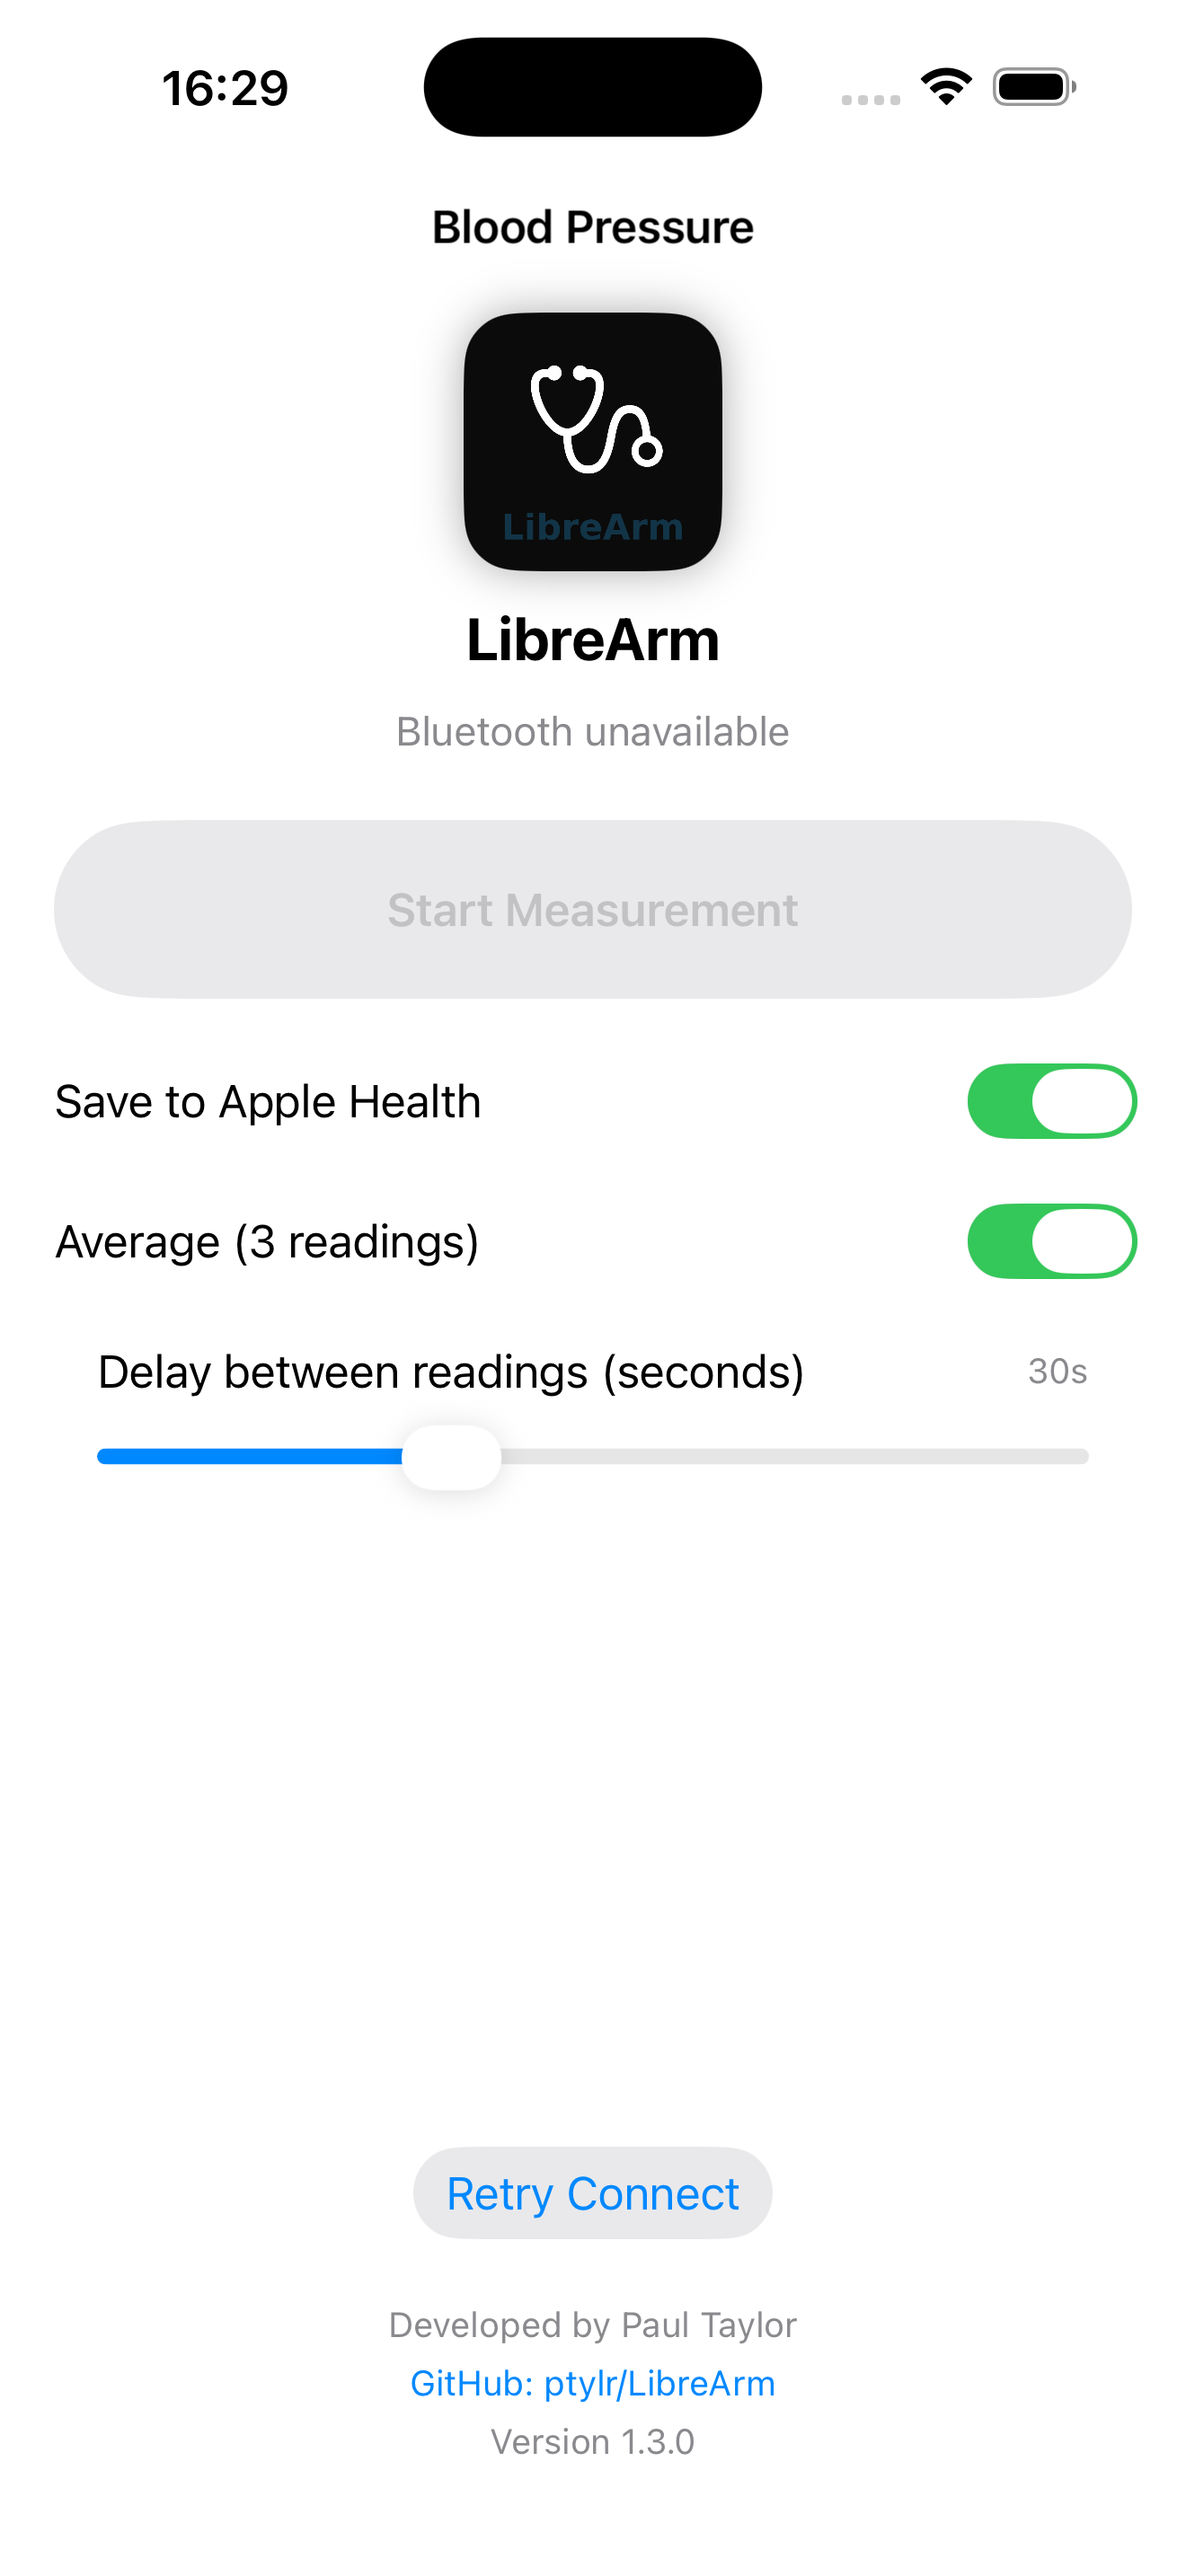 16:29
Blood Pressure
LibreArm
LibreArm
Bluetooth unavailable
Start Measurement
Save to Apple Health
Average (3 readings)
Delay between readings (seconds) 30s
Retry Connect
Developed by Paul Taylor
GitHub: ptylr/LibreArm
Version 1.3.0